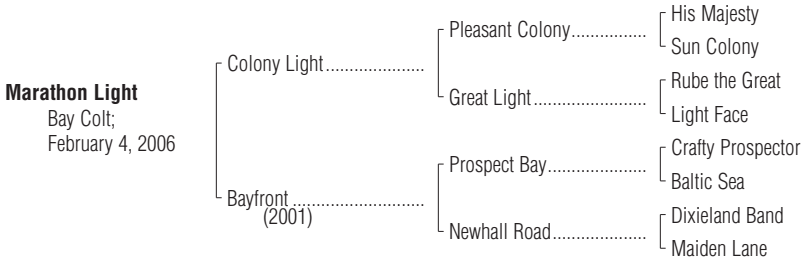 His Majesty
Pleasant Colony
Sun Colony
Colony Light
Rube the Great
Great Light
Light Face
Marathon Light
Bay Colt;
February 4, 2006
Crafty Prospector
Prospect Bay
Baltic Sea
Bayfront
(2001)
Dixieland Band
Newhall Road
Maiden Lane